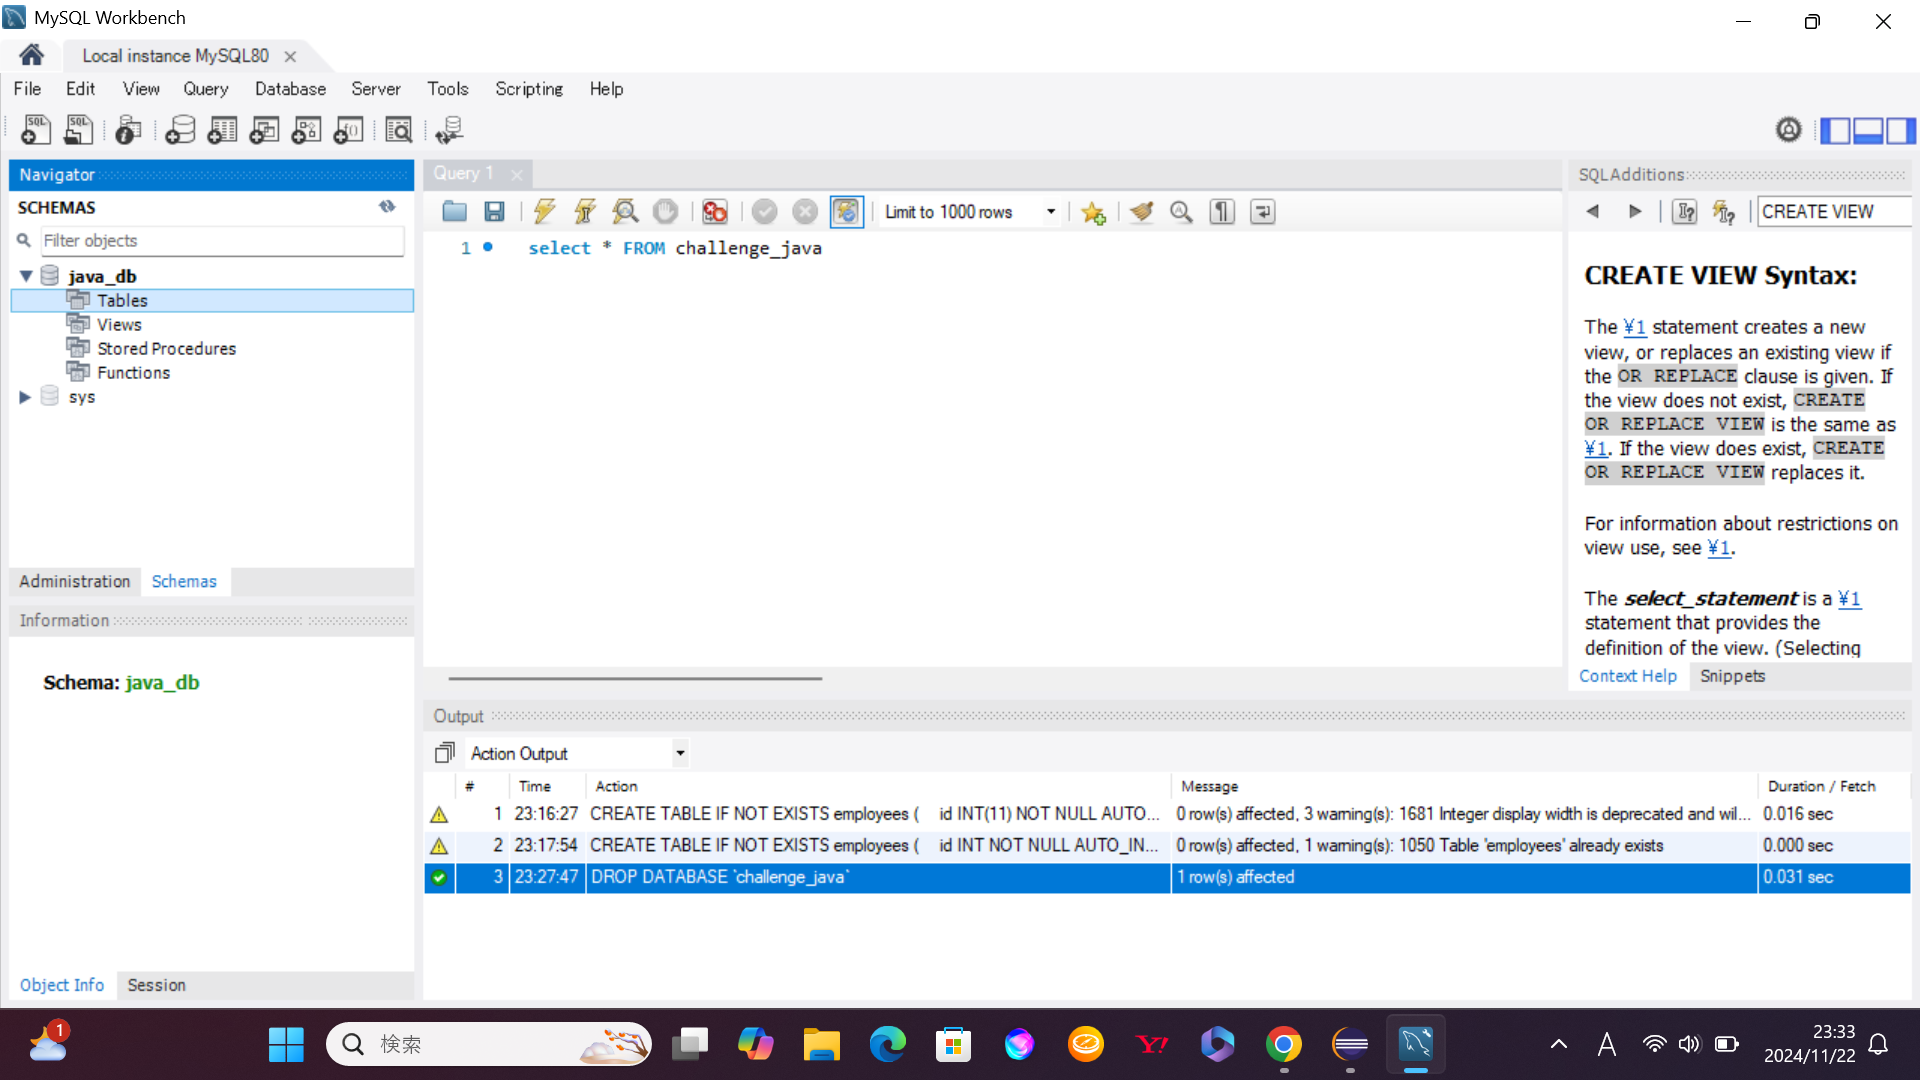 MySQL Workbench
Local instance MySQL80
File Edit View Query Database Server Tools Scripting Help
Navigator
SCHEMAS
Filter objects
java_db
Tables
Views
Stored Procedures
Functions
sys
Administration Schemas
Information
Schema: java_db
Object Info Session
Query 1
Limit to 1000 rows
1 select * FROM challenge_java
SQLAdditions
CREATE VIEW
CREATE VIEW Syntax:
The ¥1 statement creates a new
view, or replaces an existing view if
the OR REPLACE clause is given. If
the view does not exist, CREATE
OR REPLACE VIEW is the same as
¥1. If the view does exist, CREATE
OR REPLACE VIEW replaces it.
For information about restrictions on
view use, see ¥1.
The select_statement is a ¥1
statement that provides the
definition of the view. (Selecting
Context Help Snippets
Output
Action Output
# Time Action Message Duration / Fetch
1 23:16:27 CREATE TABLE IF NOT EXISTS employees ( id INT(11) NOT NULL AUTO... 0 row(s) affected, 3 warning(s): 1681 Integer display width is deprecated and wil... 0.016 sec
2 23:17:54 CREATE TABLE IF NOT EXISTS employees ( id INT NOT NULL AUTO_IN... 0 row(s) affected, 1 warning(s): 1050 Table 'employees' already exists 0.000 sec
3 23:27:47 DROP DATABASE `challenge_java` 1 row(s) affected 0.031 sec
1
検索
A
23:33
2024/11/22